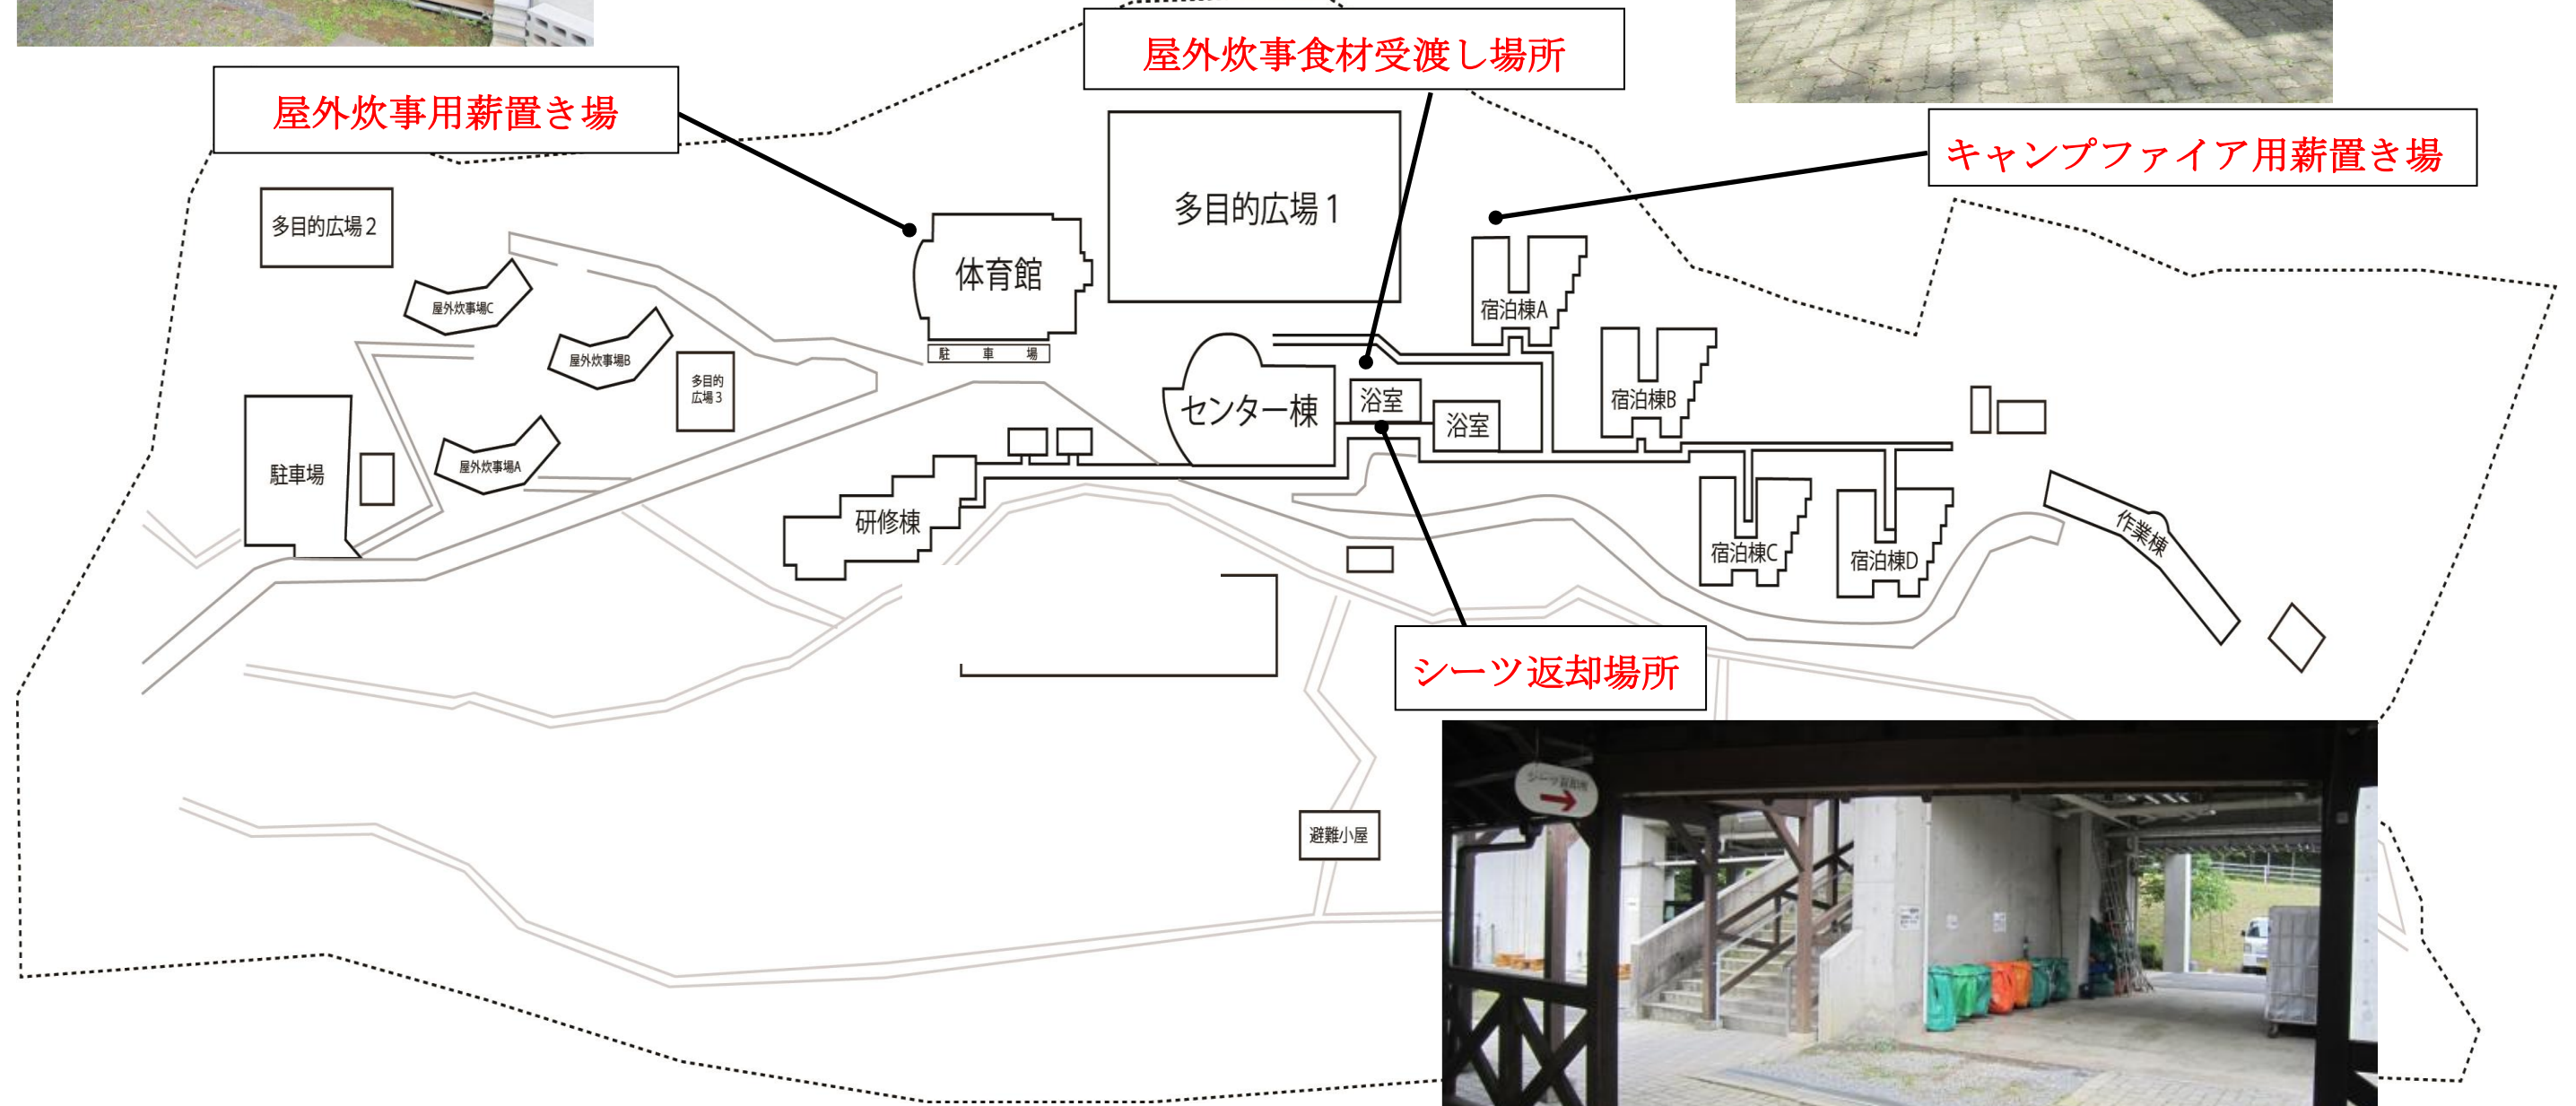 屋外炊事食材受渡し場所
屋外炊事用薪置き場
キャンプファイア用薪置き場
多目的広場1
多目的広場2
体育館
屋外炊事場C
宿泊棟A
駐車場
屋外炊事場B
多目的
広場3
センター棟
浴室
浴室
宿泊棟B
屋外炊事場A
駐車場
研修棟
宿泊棟C
宿泊棟D
作業棟
シーツ返却場所
避難小屋